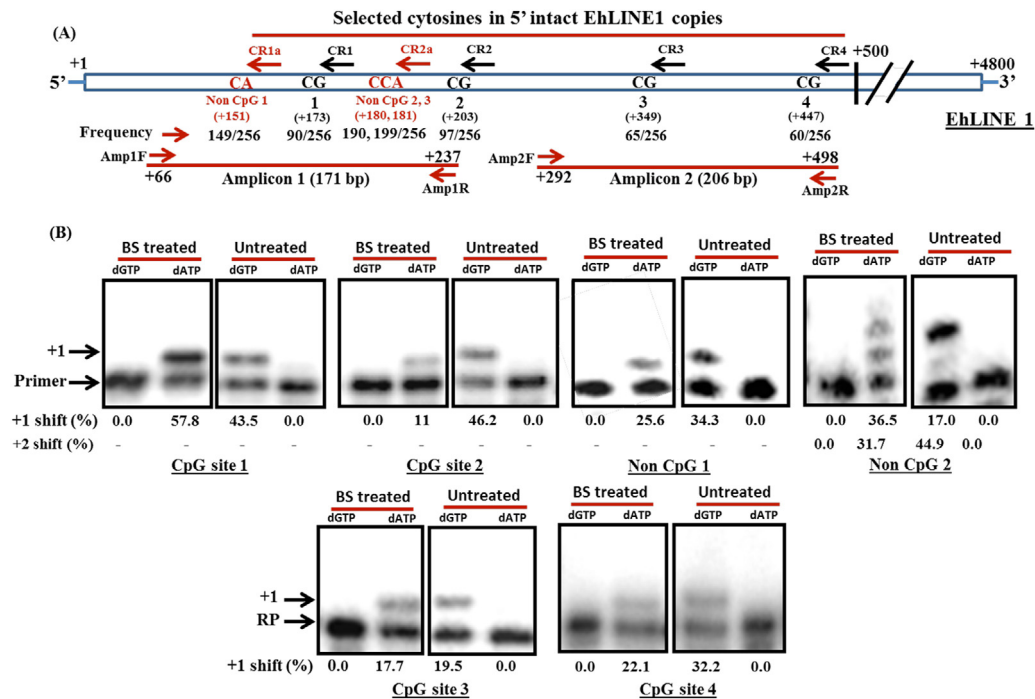 Selected cytosines in 5' intact EhLINE1 copies
(A)
+1 CR1a CR1 CR2a CR2 CR3 CR4 +500 +4800
5' CA CG CCA CG CG CG 3'
Non CpG 1 1 Non CpG 2, 3 2 3 4 EhLINE 1
(+151) (+173) (+180, 181) (+203) (+349) (+447)
Frequency 149/256 90/256 190, 199/256 97/256 65/256 60/256
Amp1F +237 Amp2F +498
+66 Amplicon 1 (171 bp) Amp1R +292 Amplicon 2 (206 bp) Amp2R
(B)
BS treated Untreated BS treated Untreated BS treated Untreated BS treated Untreated
dGTP dATP dGTP dATP dGTP dATP dGTP dATP dGTP dATP dGTP dATP dGTP dATP dGTP dATP
+1
Primer
+1 shift (%) 0.0 57.8 43.5 0.0 0.0 11 46.2 0.0 0.0 25.6 34.3 0.0 0.0 36.5 17.0 0.0
+2 shift (%) - - - - - - - - - - - - 0.0 31.7 44.9 0.0
CpG site 1 CpG site 2 Non CpG 1 Non CpG 2
BS treated Untreated BS treated Untreated
dGTP dATP dGTP dATP dGTP dATP dGTP dATP
+1
RP
+1 shift (%) 0.0 17.7 19.5 0.0 0.0 22.1 32.2 0.0
CpG site 3 CpG site 4